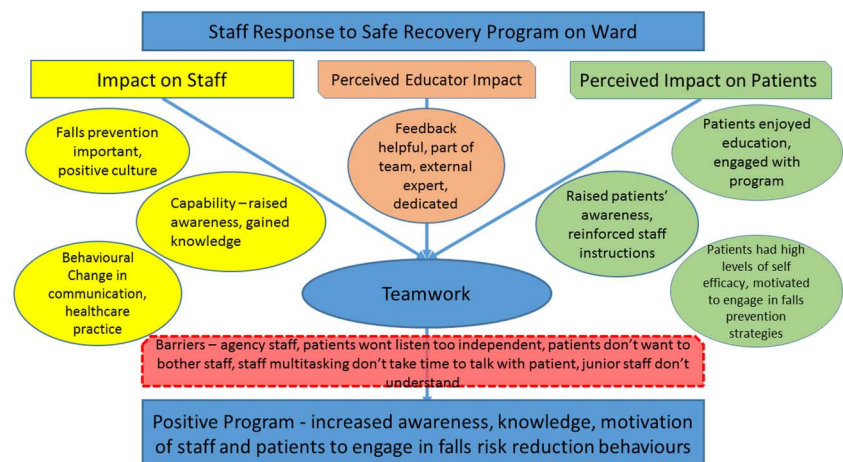 Staff Response to Safe Recovery Program on Ward
Impact on Staff
Perceived Educator Impact
Perceived Impact on Patients
Falls prevention
important,
positive culture
Capability – raised
awareness, gained
knowledge
Behavioural
Change in
communication,
healthcare
practice
Feedback
helpful, part of
team, external
expert,
dedicated
Patients enjoyed
education,
engaged with
program
Raised patients’
awareness,
reinforced staff
instructions
Patients had high
levels of self
efficacy, motivated
to engage in falls
prevention
strategies
Teamwork
Barriers – agency staff, patients wont listen too independent, patients don’t want to
bother staff, staff multitasking don’t take time to talk with patient, junior staff don’t
understand
Positive Program - increased awareness, knowledge, motivation
of staff and patients to engage in falls risk reduction behaviours